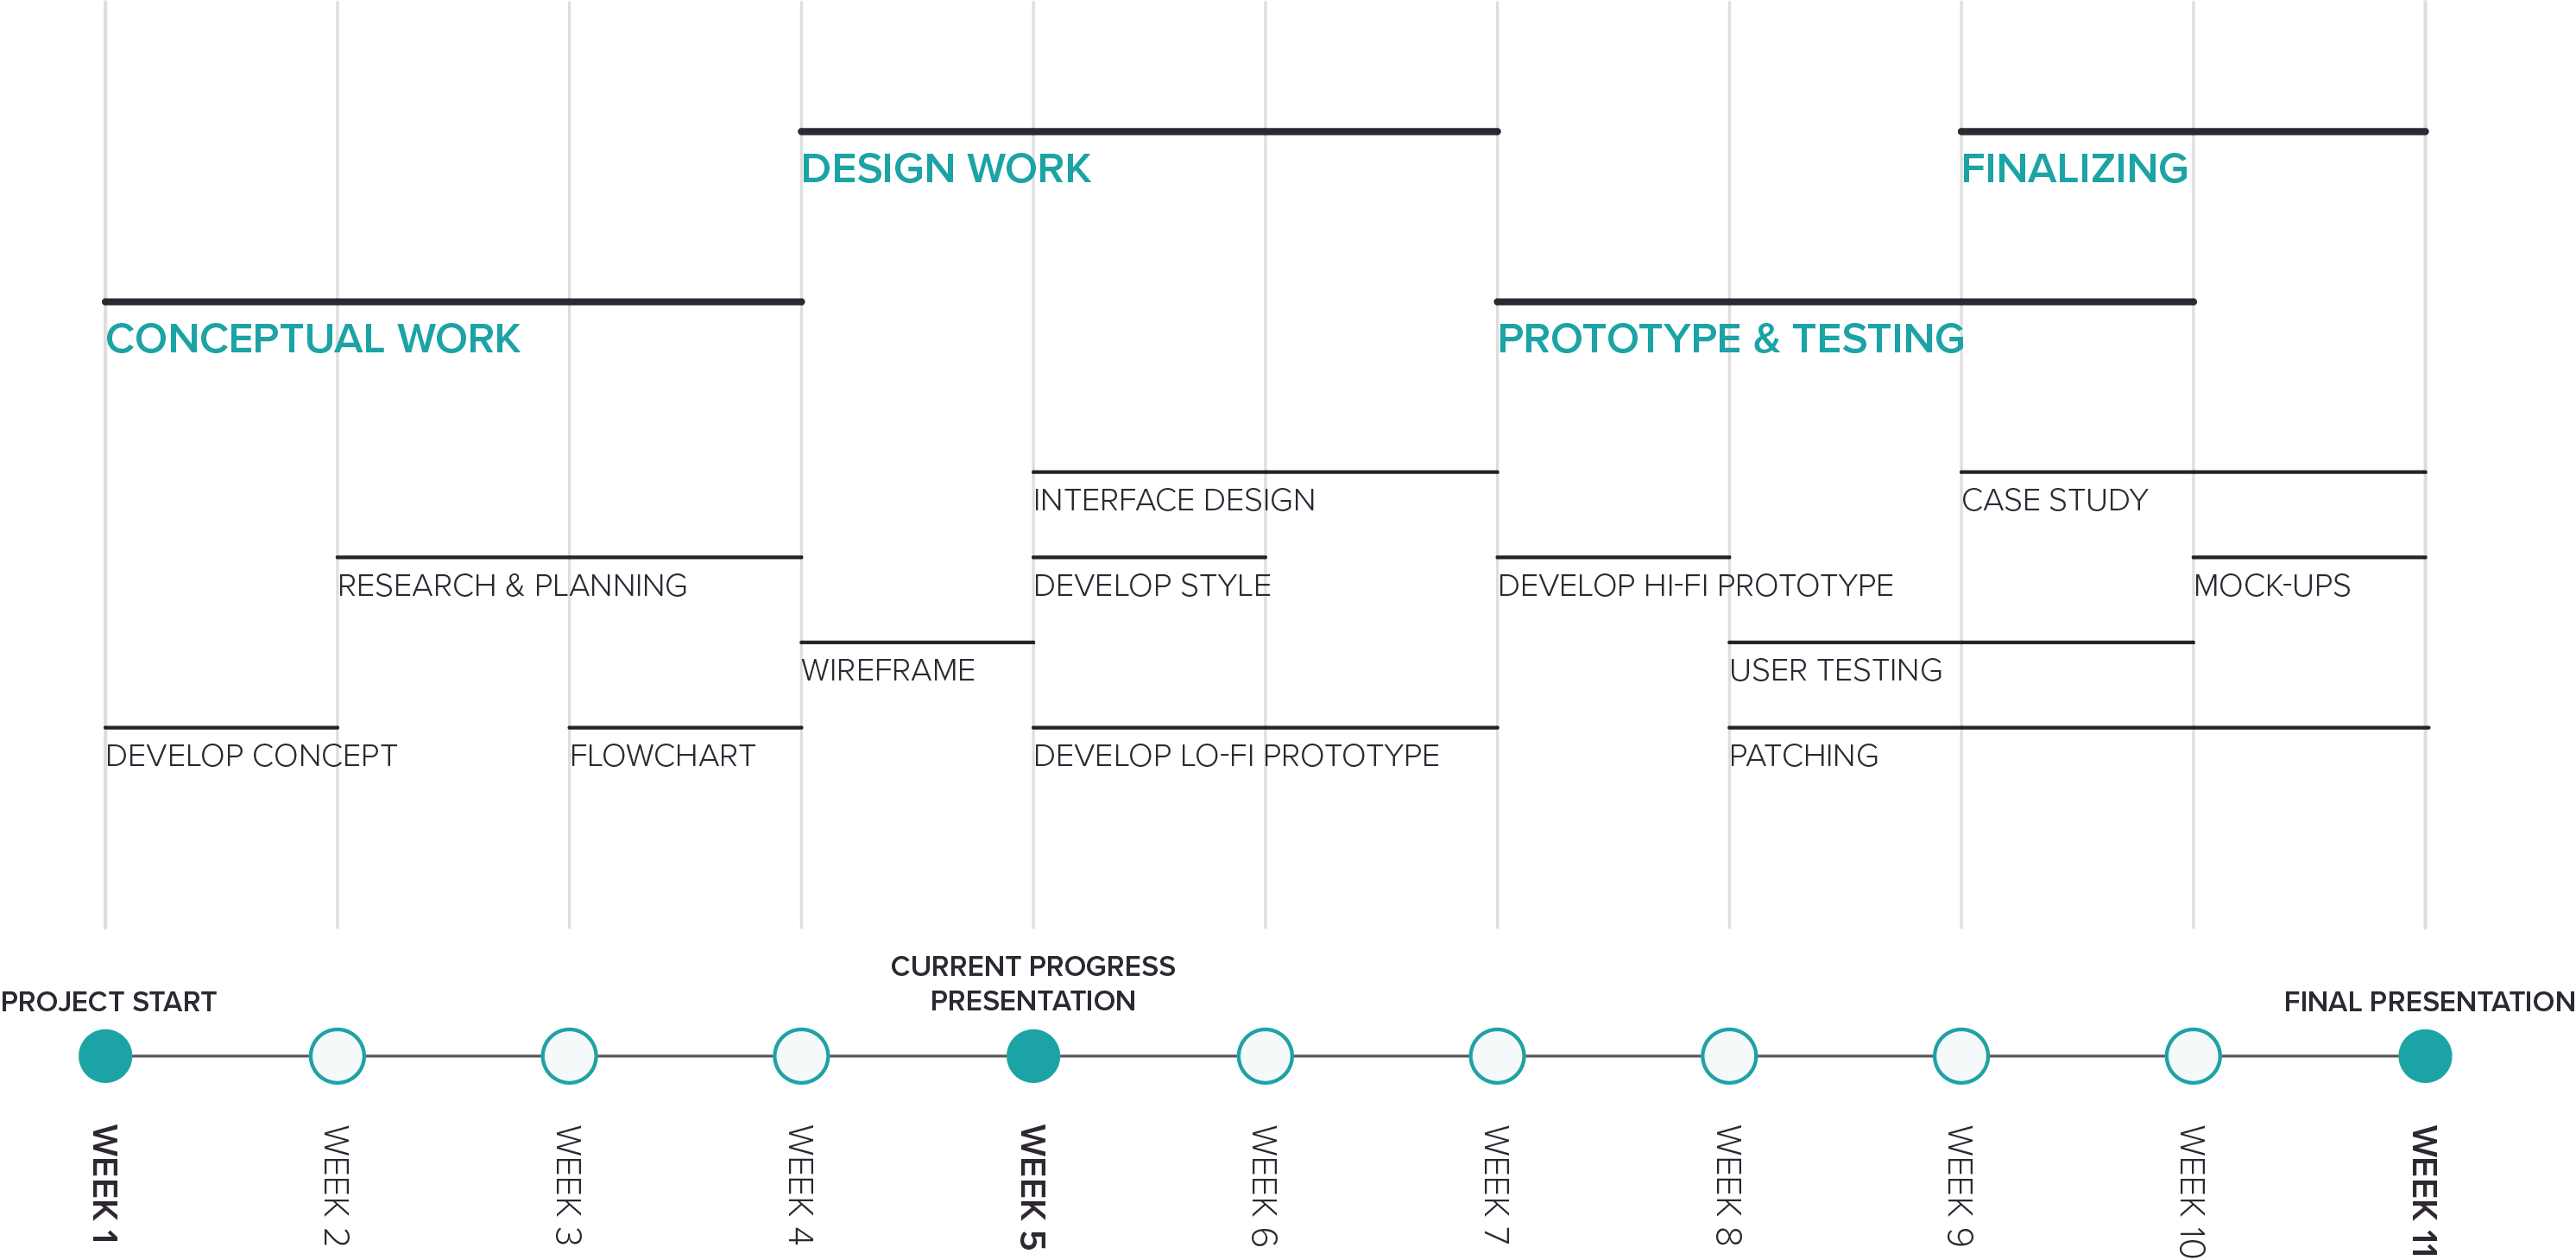 DESIGN WORK
FINALIZING
CONCEPTUAL WORK
PROTOTYPE & TESTING
INTERFACE DESIGN
CASE STUDY
RESEARCH & PLANNING
DEVELOP STYLE
DEVELOP HI-FI PROTOTYPE
MOCK-UPS
WIREFRAME
USER TESTING
DEVELOP CONCEPT
FLOWCHART
DEVELOP LO-FI PROTOTYPE
PATCHING
PROJECT START
CURRENT PROGRESS
PRESENTATION
FINAL PRESENTATION
WEEK 1
WEEK 2
WEEK 3
WEEK 4
WEEK 5
WEEK 6
WEEK 7
WEEK 8
WEEK 9
WEEK 10
WEEK 11